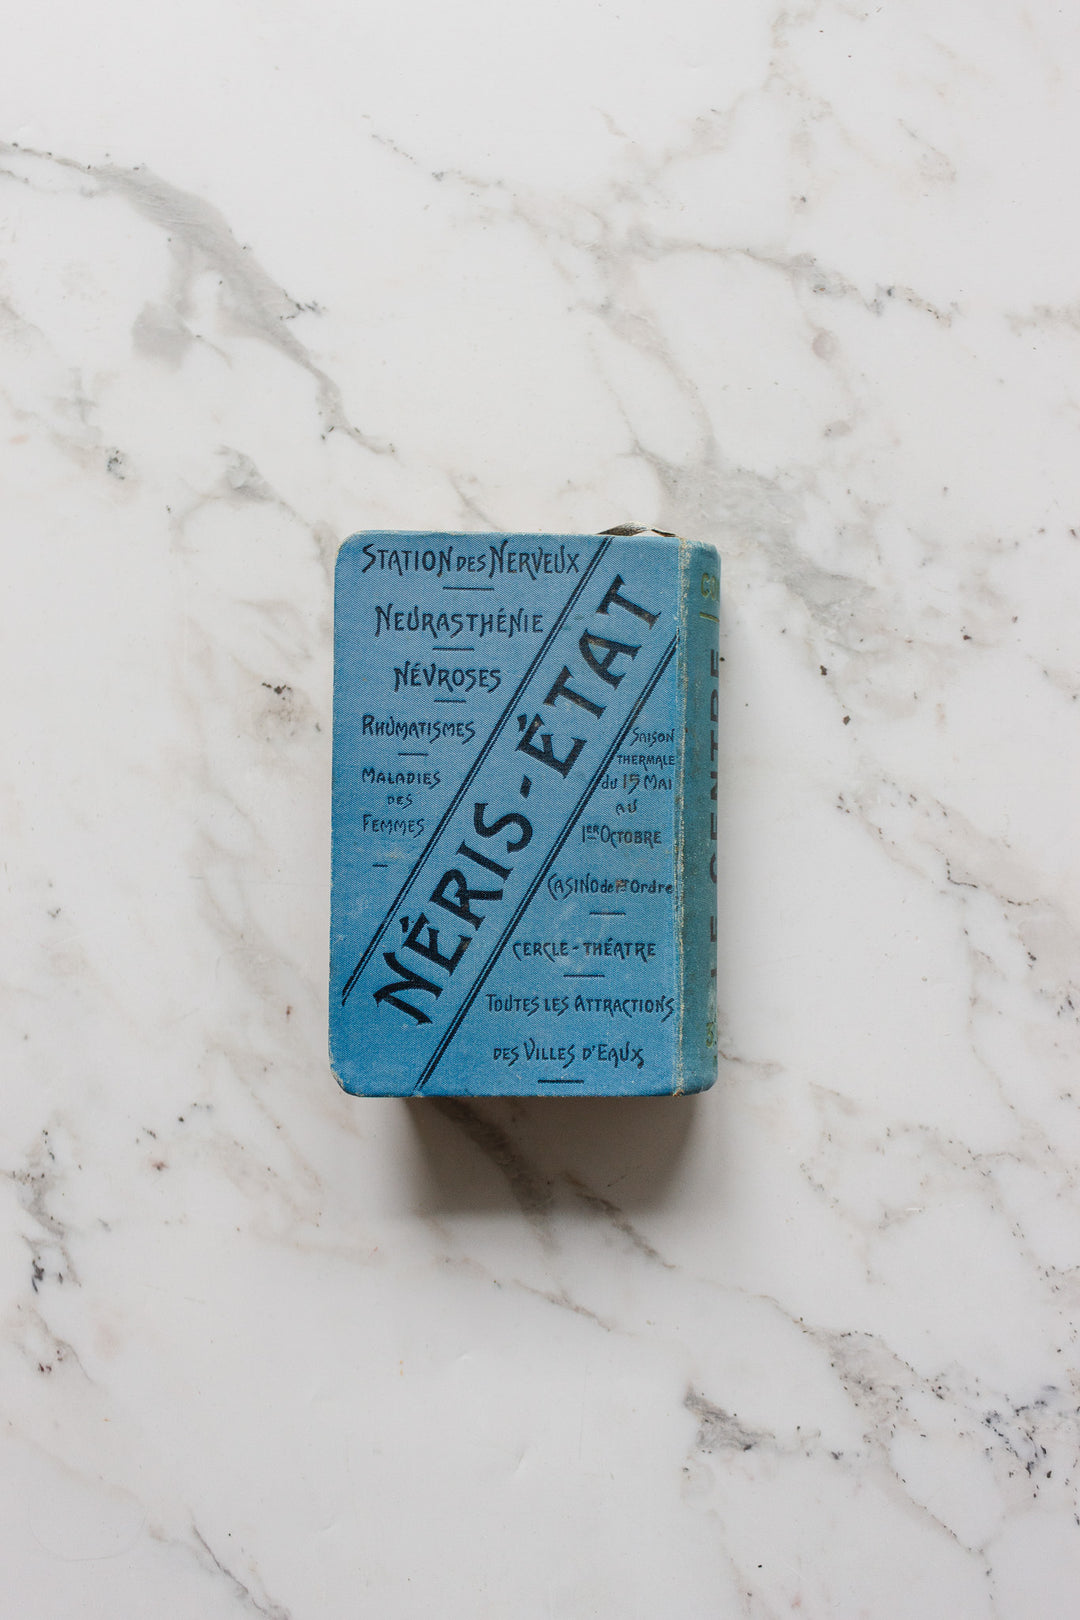 STATION DES NERVEUX
NEURASTHÉNIE
NÉVROSES
RHUMATISMES
MALADIES
DES
FEMMES
NÉRIS-ÉTAT
SAISON
THERMALE
du 15 MAI
AU
1ER OCTOBRE
CASINO de 1er Ordre
CERCLE-THÉATRE
TOUTES LES ATTRACTIONS
DES VILLES D'EAUX
LE CENTRE